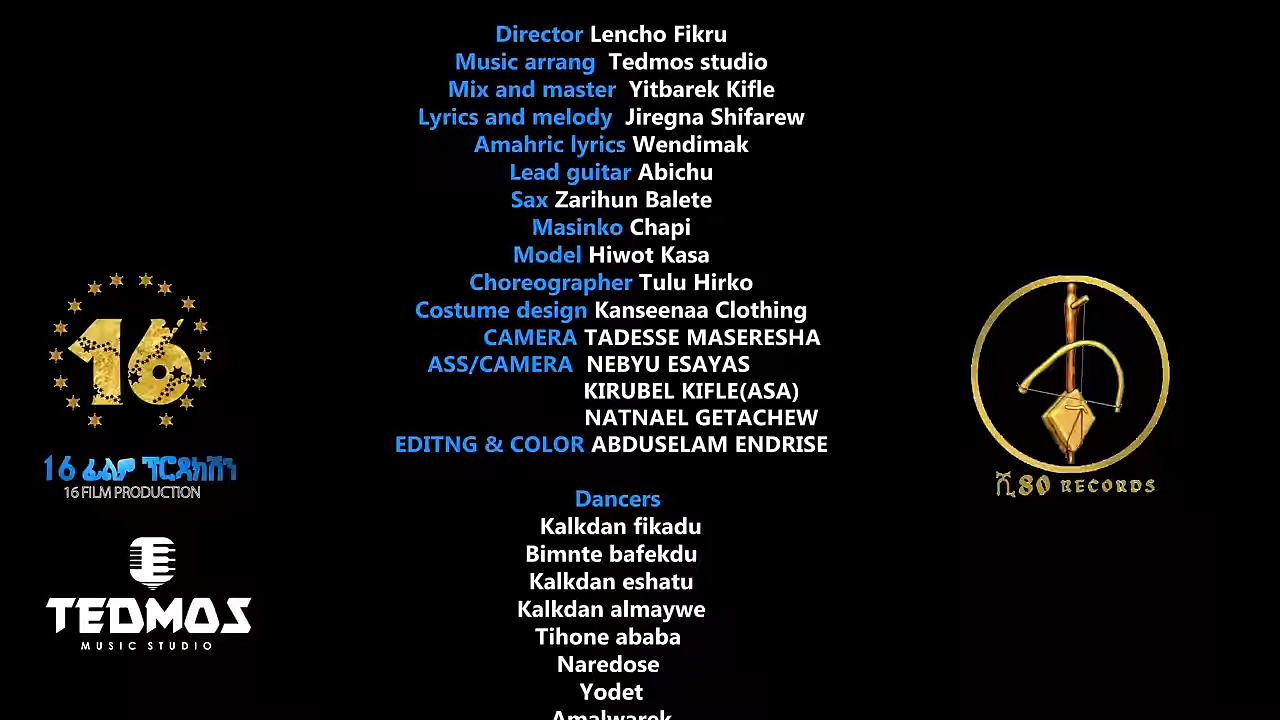 Director Lencho Fikru
Music arrang Tedmos studio
Mix and master Yitbarek Kifle
Lyrics and melody Jiregna Shifarew
Amahric lyrics Wendimak
Lead guitar Abichu
Sax Zarihun Balete
Masinko Chapi
Model Hiwot Kasa
Choreographer Tulu Hirko
Costume design Kanseenaa Clothing
CAMERA TADESSE MASERESHA
ASS/CAMERA NEBYU ESAYAS
KIRUBEL KIFLE(ASA)
NATNAEL GETACHEW
EDITNG & COLOR ABDUSELAM ENDRISE
Dancers
Kalkdan fikadu
Bimnte bafekdu
Kalkdan eshatu
Kalkdan almaywe
Tihone ababa
Naredose
Yodet
Amalwarek
16
16 ፊልም ፕሮዳክሽን
16 FILM PRODUCTION
TEDMOS
MUSIC STUDIO
ሺ80 RECORDS